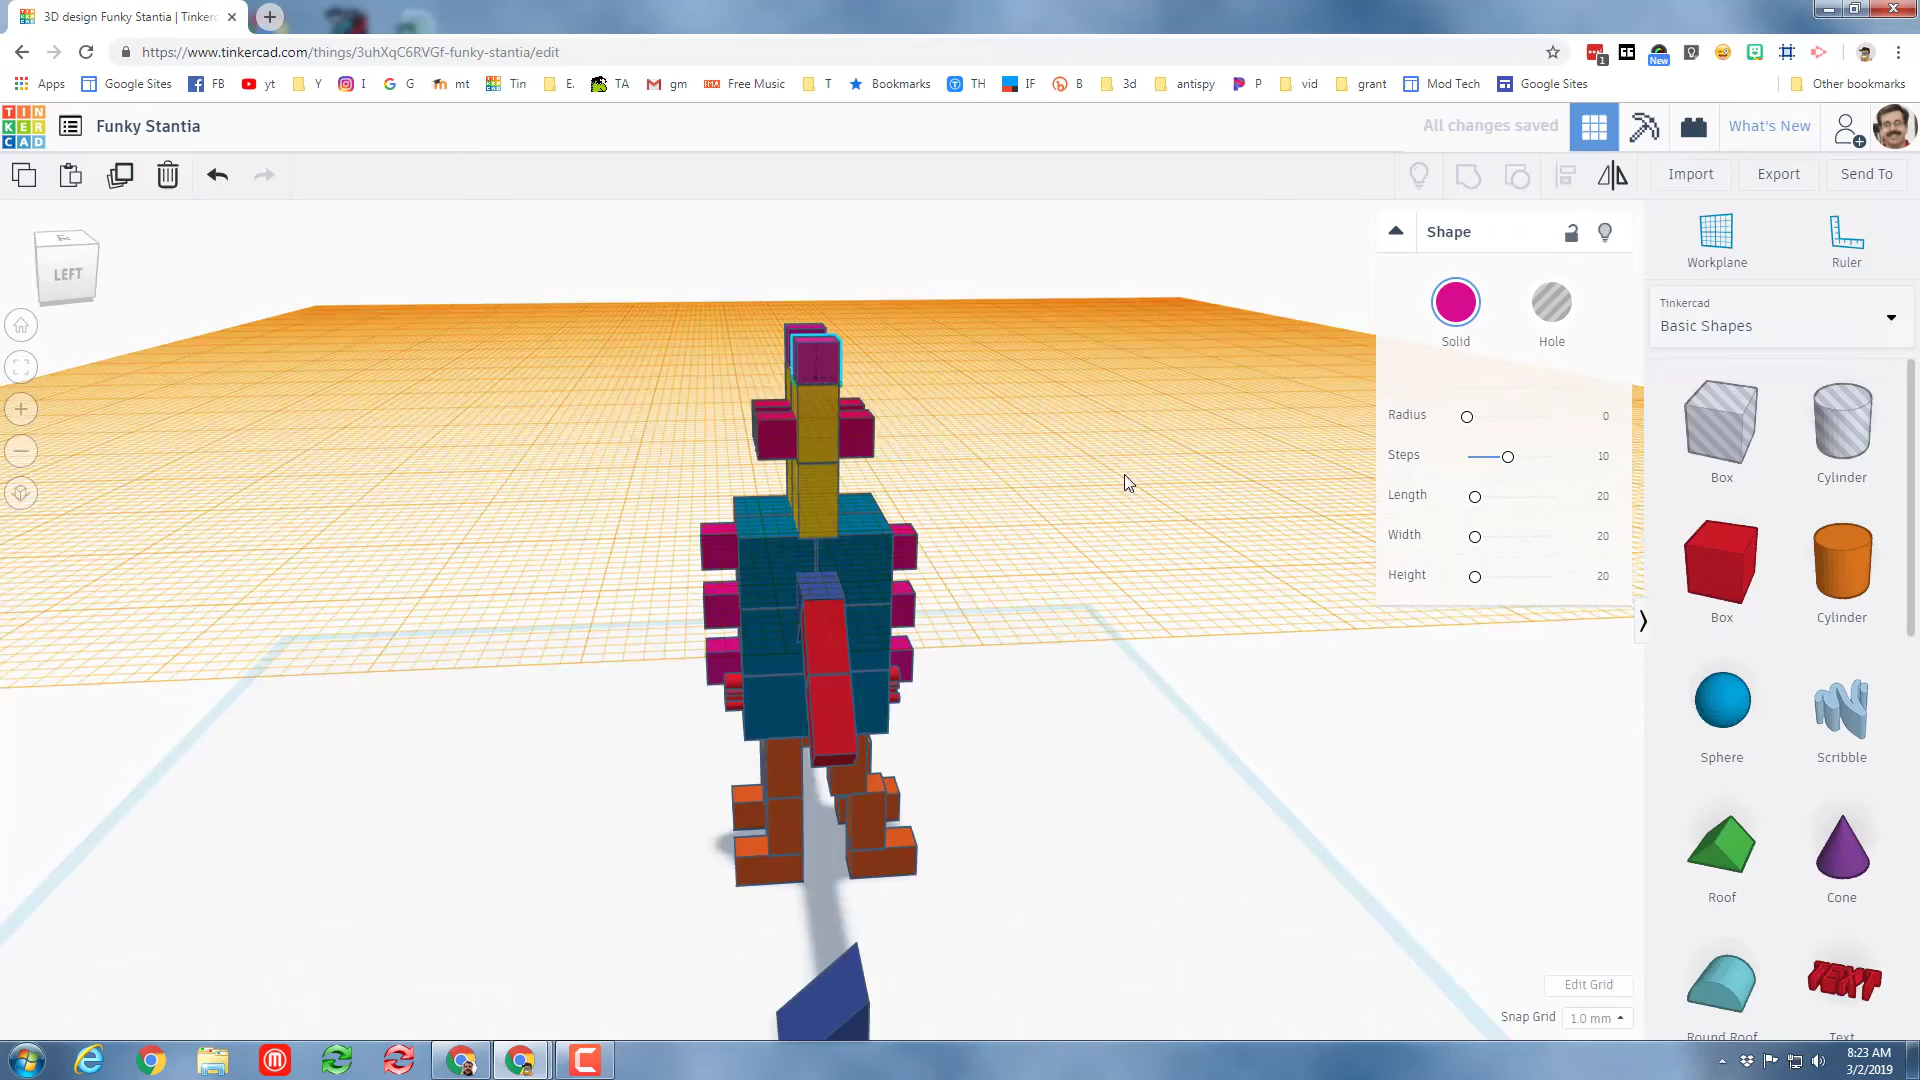 3D design Funky Stantia | Tinker
https://www.tinkercad.com/things/3uhXqC6RVGf-funky-stantia/edit
1
New
Apps Google Sites FB yt Y I G mt Tin E. TA gm Free Music T Bookmarks TH IF B 3d antispy P vid grant Mod Tech Google Sites Other bookmarks
TIN
KER
CAD
Funky Stantia
All changes saved
What's New
Import Export Send To
LEFT
Shape
Workplane
Ruler
Solid
Hole
Tinkercad
Basic Shapes
Radius 0
Steps 10
Length 20
Width 20
Height 20
Box
Cylinder
Box
Cylinder
Sphere
Scribble
Roof
Cone
TEXT
Edit Grid
Snap Grid 1.0 mm
Round Roof
Text
8:23 AM
3/2/2019